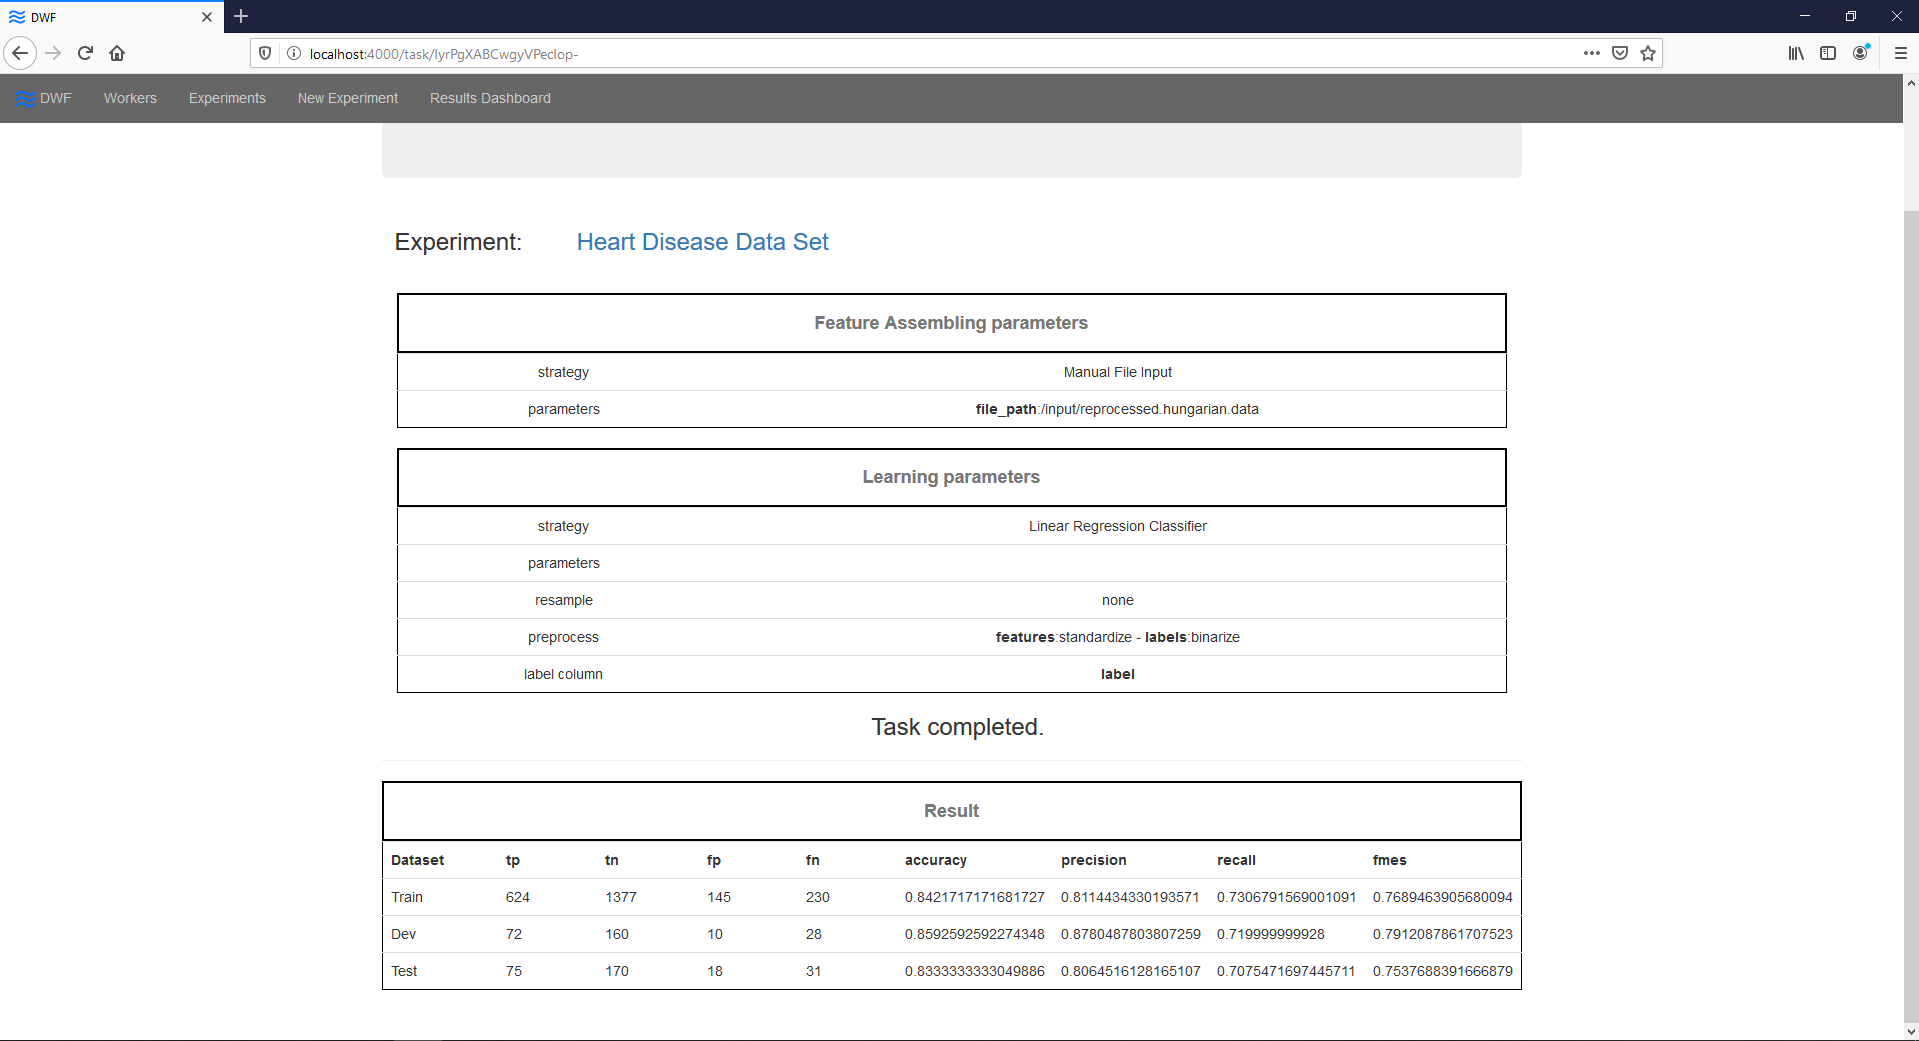 DWF
localhost:4000/task/IyrPgXABCwgyVPecIop-
DWF Workers Experiments New Experiment Results Dashboard
Experiment: Heart Disease Data Set
Feature Assembling parameters
strategy Manual File Input
parameters file_path:/input/reprocessed.hungarian.data
Learning parameters
strategy Linear Regression Classifier
parameters
resample none
preprocess features:standardize - labels:binarize
label column label
Task completed.
Result
Dataset tp tn fp fn accuracy precision recall fmes
Train 624 1377 145 230 0.8421717171681727 0.8114434330193571 0.7306791569001091 0.7689463905680094
Dev 72 160 10 28 0.8592592592274348 0.8780487803807259 0.719999999928 0.7912087861707523
Test 75 170 18 31 0.8333333333049886 0.8064516128165107 0.7075471697445711 0.7537688391666879